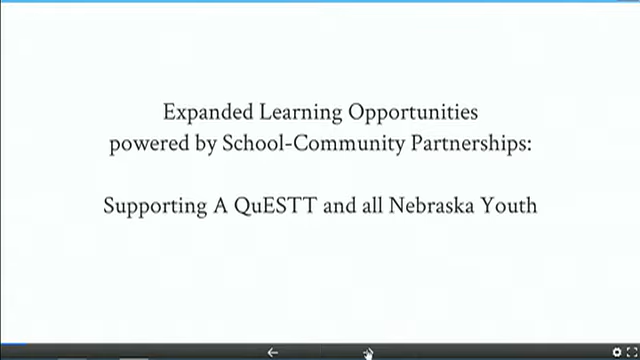 Expanded Learning Opportunities
powered by School-Community Partnerships:
Supporting A QuESTT and all Nebraska Youth